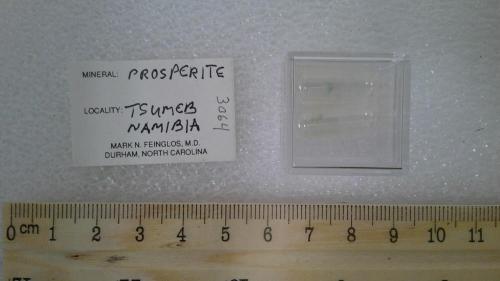 MINERAL: PROSPERITE
LOCALITY: TSUMEB
NAMIBIA
MARK N. FEINGLOS, M.D.
DURHAM, NORTH CAROLINA
3064
0 cm 1 2 3 4 5 6 7 8 9 10 11